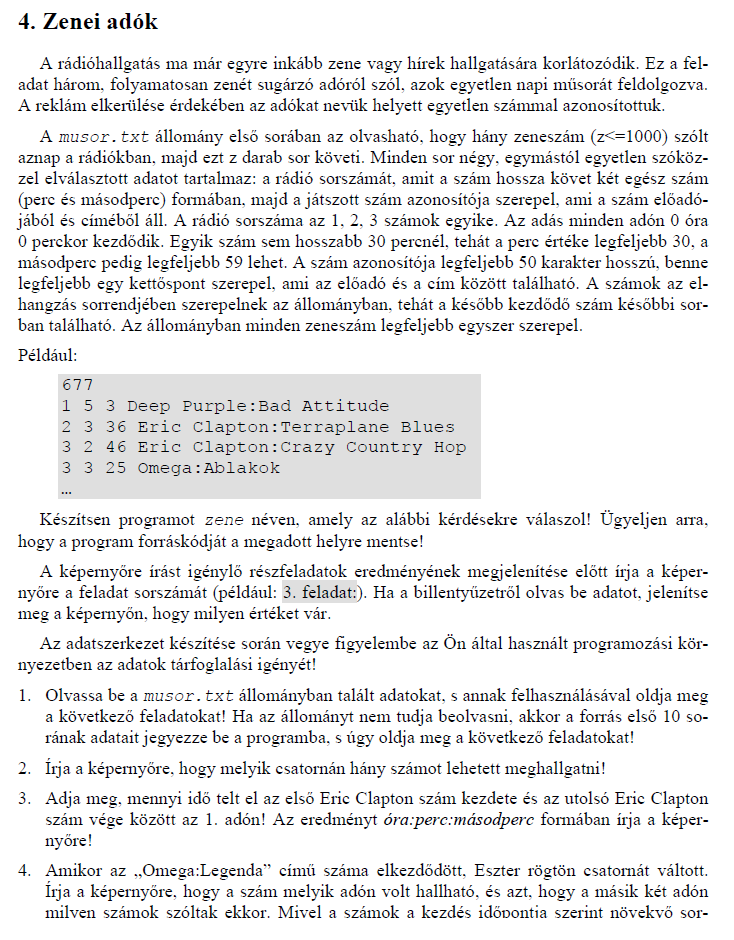 4. Zenei adók
A rádióhallgatás ma már egyre inkább zene vagy hírek hallgatására korlátozódik. Ez a fel-
adat három, folyamatosan zenét sugárzó adóról szól, azok egyetlen napi műsorát feldolgozva.
A reklám elkerülése érdekében az adókat nevük helyett egyetlen számmal azonosítottuk.
A musor.txt állomány első sorában az olvasható, hogy hány zeneszám (z<=1000) szólt
aznap a rádiókban, majd ezt z darab sor követi. Minden sor négy, egymástól egyetlen szóköz-
zel elválasztott adatot tartalmaz: a rádió sorszámát, amit a szám hossza követ két egész szám
(perc és másodperc) formában, majd a játszott szám azonosítója szerepel, ami a szám előadó-
jából és címéből áll. A rádió sorszáma az 1, 2, 3 számok egyike. Az adás minden adón 0 óra
0 perckor kezdődik. Egyik szám sem hosszabb 30 percnél, tehát a perc értéke legfeljebb 30, a
másodperc pedig legfeljebb 59 lehet. A szám azonosítója legfeljebb 50 karakter hosszú, benne
legfeljebb egy kettőspont szerepel, ami az előadó és a cím között található. A számok az el-
hangzás sorrendjében szerepelnek az állományban, tehát a később kezdődő szám későbbi sor-
ban található. Az állományban minden zeneszám legfeljebb egyszer szerepel.
Például:
677
1 5 3 Deep Purple:Bad Attitude
2 3 36 Eric Clapton:Terraplane Blues
3 2 46 Eric Clapton:Crazy Country Hop
3 3 25 Omega:Ablakok
…
Készítsen programot zene néven, amely az alábbi kérdésekre válaszol! Ügyeljen arra,
hogy a program forráskódját a megadott helyre mentse!
A képernyőre írást igénylő részfeladatok eredményének megjelenítése előtt írja a képer-
nyőre a feladat sorszámát (például: 3. feladat:). Ha a billentyűzetről olvas be adatot, jelenítse
meg a képernyőn, hogy milyen értéket vár.
Az adatszerkezet készítése során vegye figyelembe az Ön által használt programozási kör-
nyezetben az adatok tárfoglalási igényét!
1. Olvassa be a musor.txt állományban talált adatokat, s annak felhasználásával oldja meg
a következő feladatokat! Ha az állományt nem tudja beolvasni, akkor a forrás első 10 so-
rának adatait jegyezze be a programba, s úgy oldja meg a következő feladatokat!
2. Írja a képernyőre, hogy melyik csatornán hány számot lehetett meghallgatni!
3. Adja meg, mennyi idő telt el az első Eric Clapton szám kezdete és az utolsó Eric Clapton
szám vége között az 1. adón! Az eredményt óra:perc:másodperc formában írja a képer-
nyőre!
4. Amikor az „Omega:Legenda” című száma elkezdődött, Eszter rögtön csatornát váltott.
Írja a képernyőre, hogy a szám melyik adón volt hallható, és azt, hogy a másik két adón
milyen számok szóltak ekkor. Mivel a számok a kezdés időpontja szerint növekvő sor-